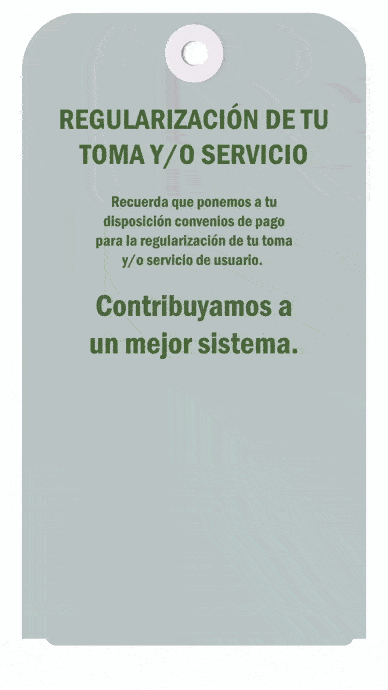 REGULARIZACIÓN DE TU
TOMA Y/O SERVICIO
Recuerda que ponemos a tu
disposición convenios de pago
para la regularización de tu toma
y/o servicio de usuario.
Contribuyamos a
un mejor sistema.